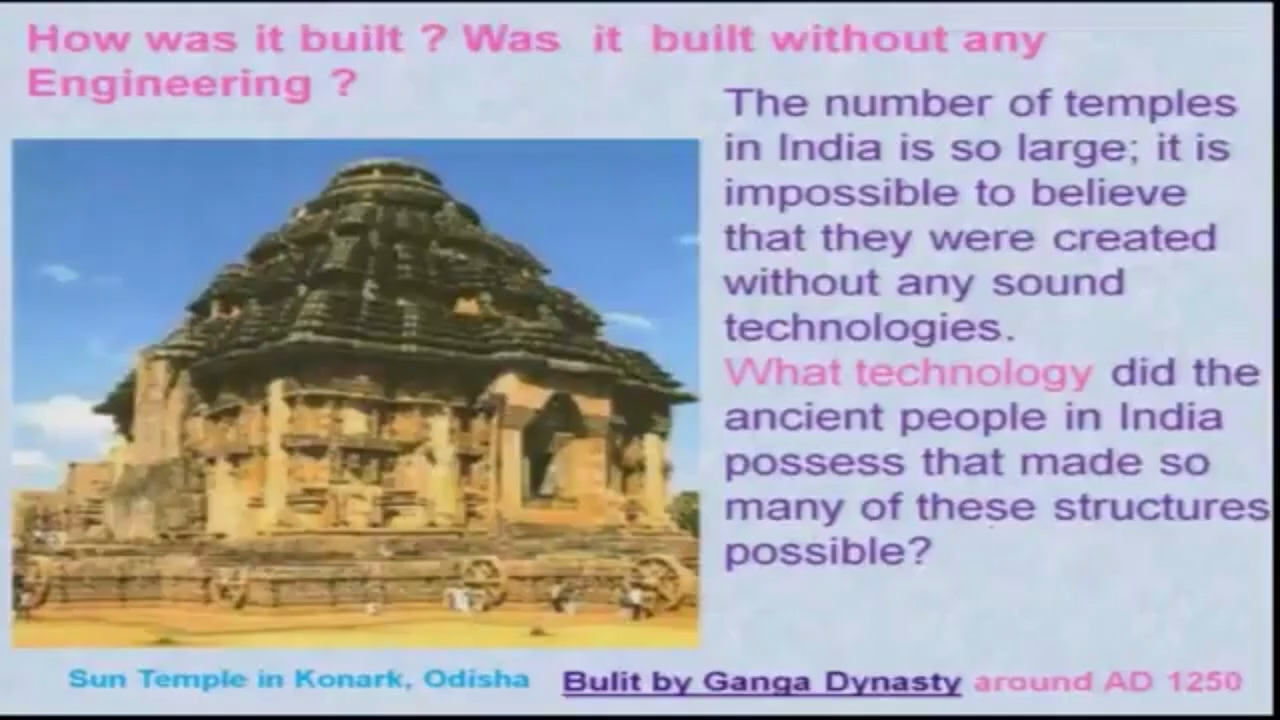 How was it built ? Was it built without any
Engineering ?
The number of temples
in India is so large; it is
impossible to believe
that they were created
without any sound
technologies.
What technology did the
ancient people in India
possess that made so
many of these structures
possible?
Sun Temple in Konark, Odisha
Bulit by Ganga Dynasty around AD 1250